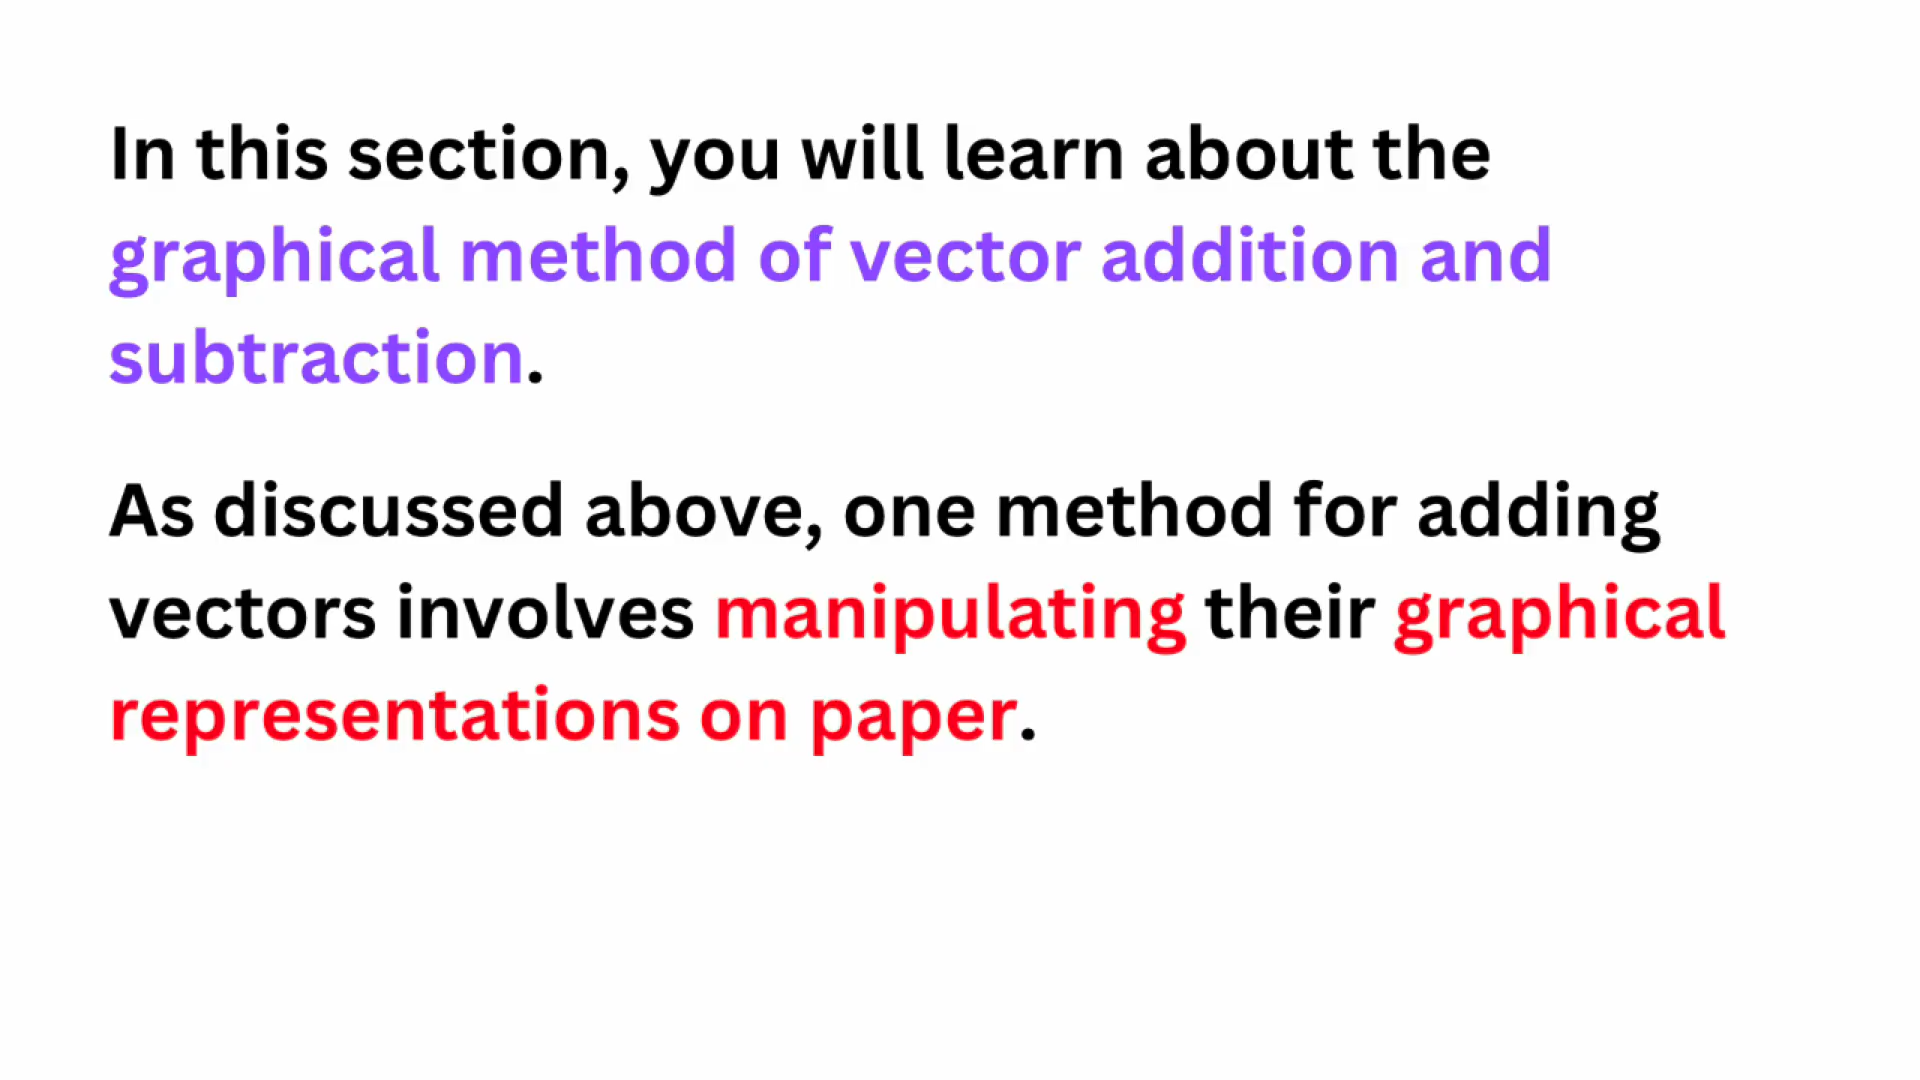 In this section, you will learn about the
graphical method of vector addition and
subtraction.
As discussed above, one method for adding
vectors involves manipulating their graphical
representations on paper.